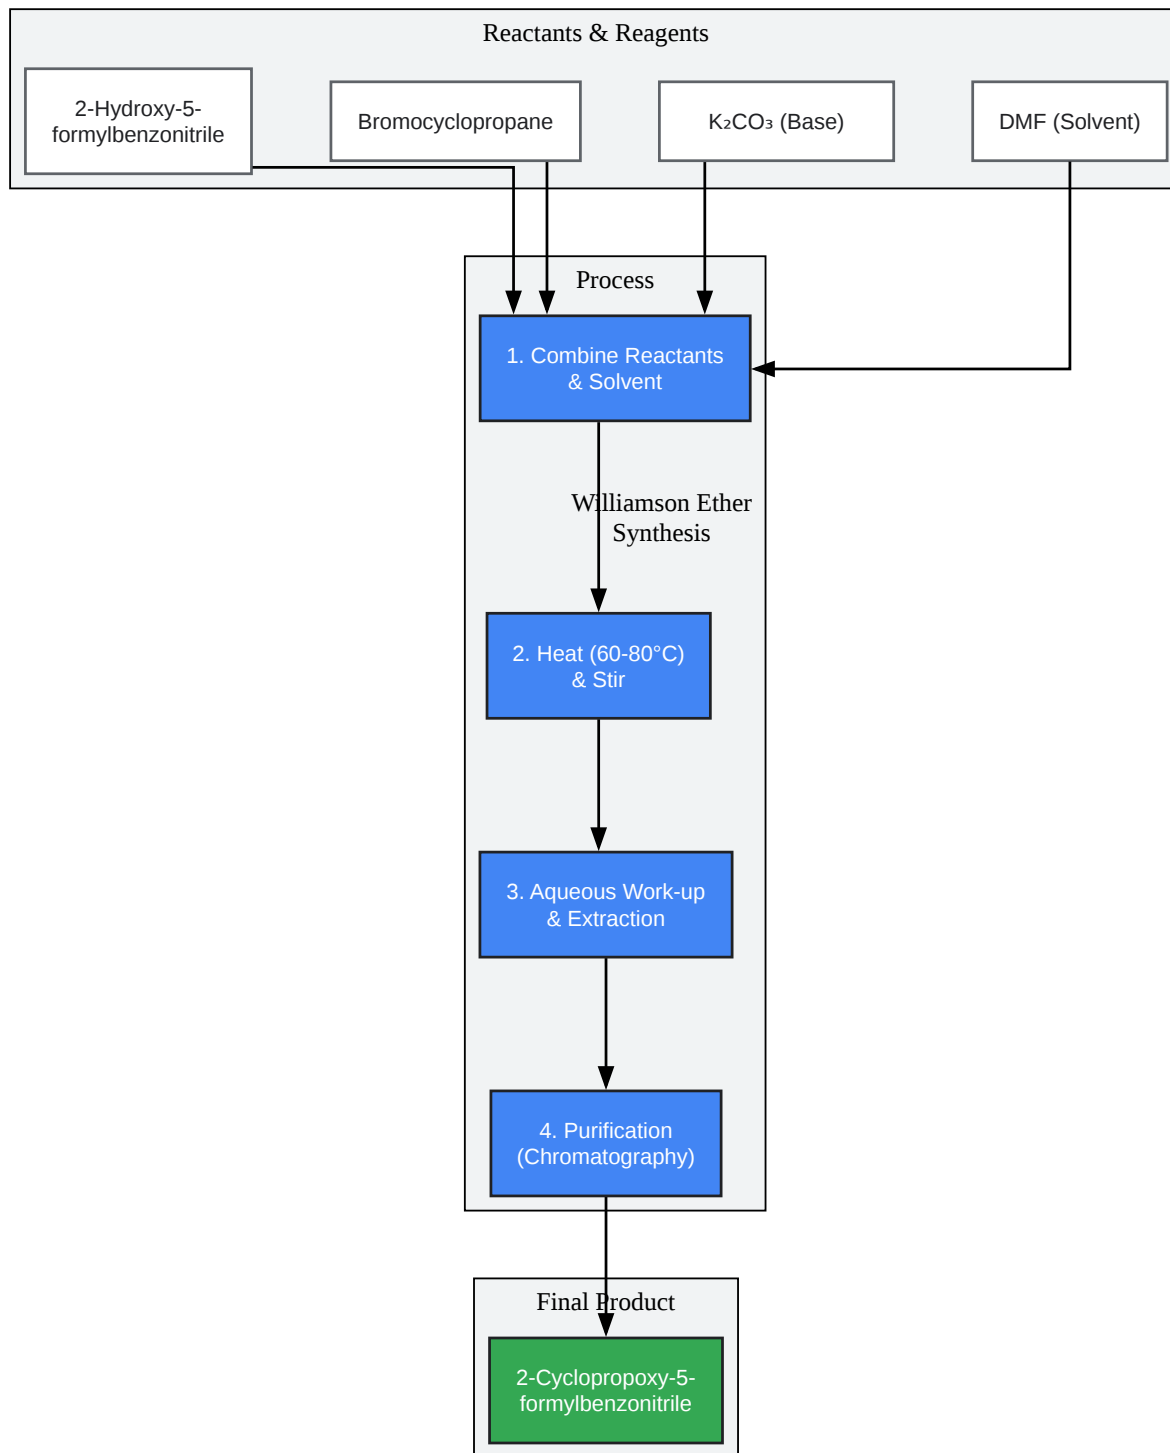 Reactants & Reagents
2-Hydroxy-5-
formylbenzonitrile
Bromocyclopropane
K₂CO₃ (Base)
DMF (Solvent)
Process
1. Combine Reactants
& Solvent
Williamson Ether
Synthesis
2. Heat (60-80°C)
& Stir
3. Aqueous Work-up
& Extraction
4. Purification
(Chromatography)
Final Product
2-Cyclopropoxy-5-
formylbenzonitrile